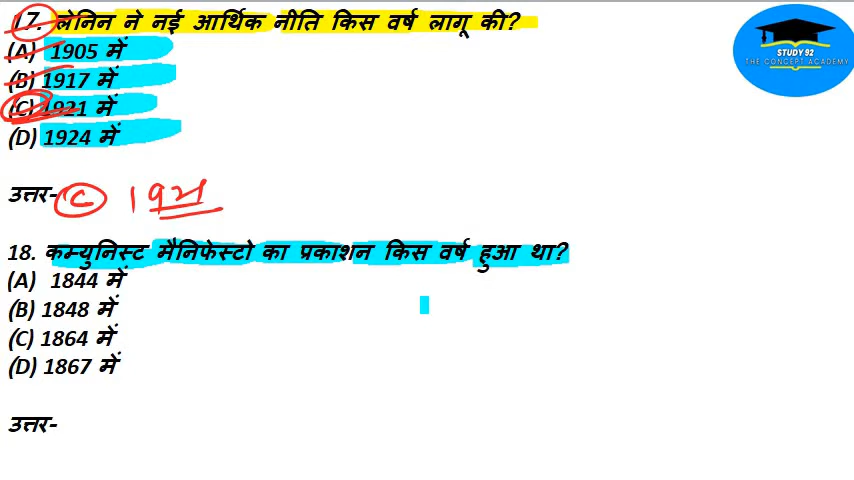 17. लेनिन ने नई आर्थिक नीति किस वर्ष लागू की?
(A) 1905 में
(B) 1917 में
(C) 1921 में
(D) 1924 में
उत्तर- C 1921
18. कम्युनिस्ट मैनिफेस्टो का प्रकाशन किस वर्ष हुआ था?
(A) 1844 में
(B) 1848 में
(C) 1864 में
(D) 1867 में
उत्तर-
STUDY 92
THE CONCEPT ACADEMY